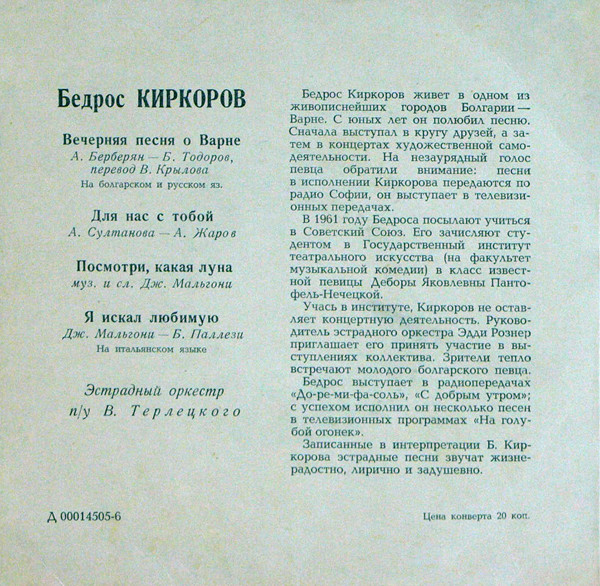 Бедрос КИРКОРОВ
Вечерняя песня о Варне
А. Берберян — Б. Тодоров,
перевод В. Крылова
На болгарском и русском яз.
Для нас с тобой
А. Султанова — А. Жаров
Посмотри, какая луна
муз. и сл. Дж. Мальгони
Я искал любимую
Дж. Мальгони — Б. Паллези
На итальянском языке
Эстрадный оркестр
п/у В. Терлецкого
Бедрос Киркоров живет в одном из
живописнейших городов Болгарии —
Варне. С юных лет он полюбил песню.
Сначала выступал в кругу друзей, а за-
тем в концертах художественной само-
деятельности. На незаурядный голос
певца обратили внимание: песни
в исполнении Киркорова передаются по
радио Софии, он выступает в телевизи-
онных передачах.
В 1961 году Бедроса посылают учиться
в Советский Союз. Его зачисляют сту-
дентом в Государственный институт
театрального искусства (на факультет
музыкальной комедии) в класс извест-
ной певицы Деборы Яковлевны Панто-
фель-Нечецкой.
Учась в институте, Киркоров не остав-
ляет концертную деятельность. Руково-
дитель эстрадного оркестра Эдди Рознер
приглашает его принять участие в вы-
ступлениях коллектива. Зрители тепло
встречают молодого болгарского певца.
Бедрос выступает в радиопередачах
«До-ре-ми-фа-соль», «С добрым утром»;
с успехом исполнил он несколько песен
в телевизионных программах «На голу-
бой огонек».
Записанные в интерпретации Б. Кир-
корова эстрадные песни звучат жизне-
радостно, лирично и задушевно.
Д 00014505-6
Цена конверта 20 коп.